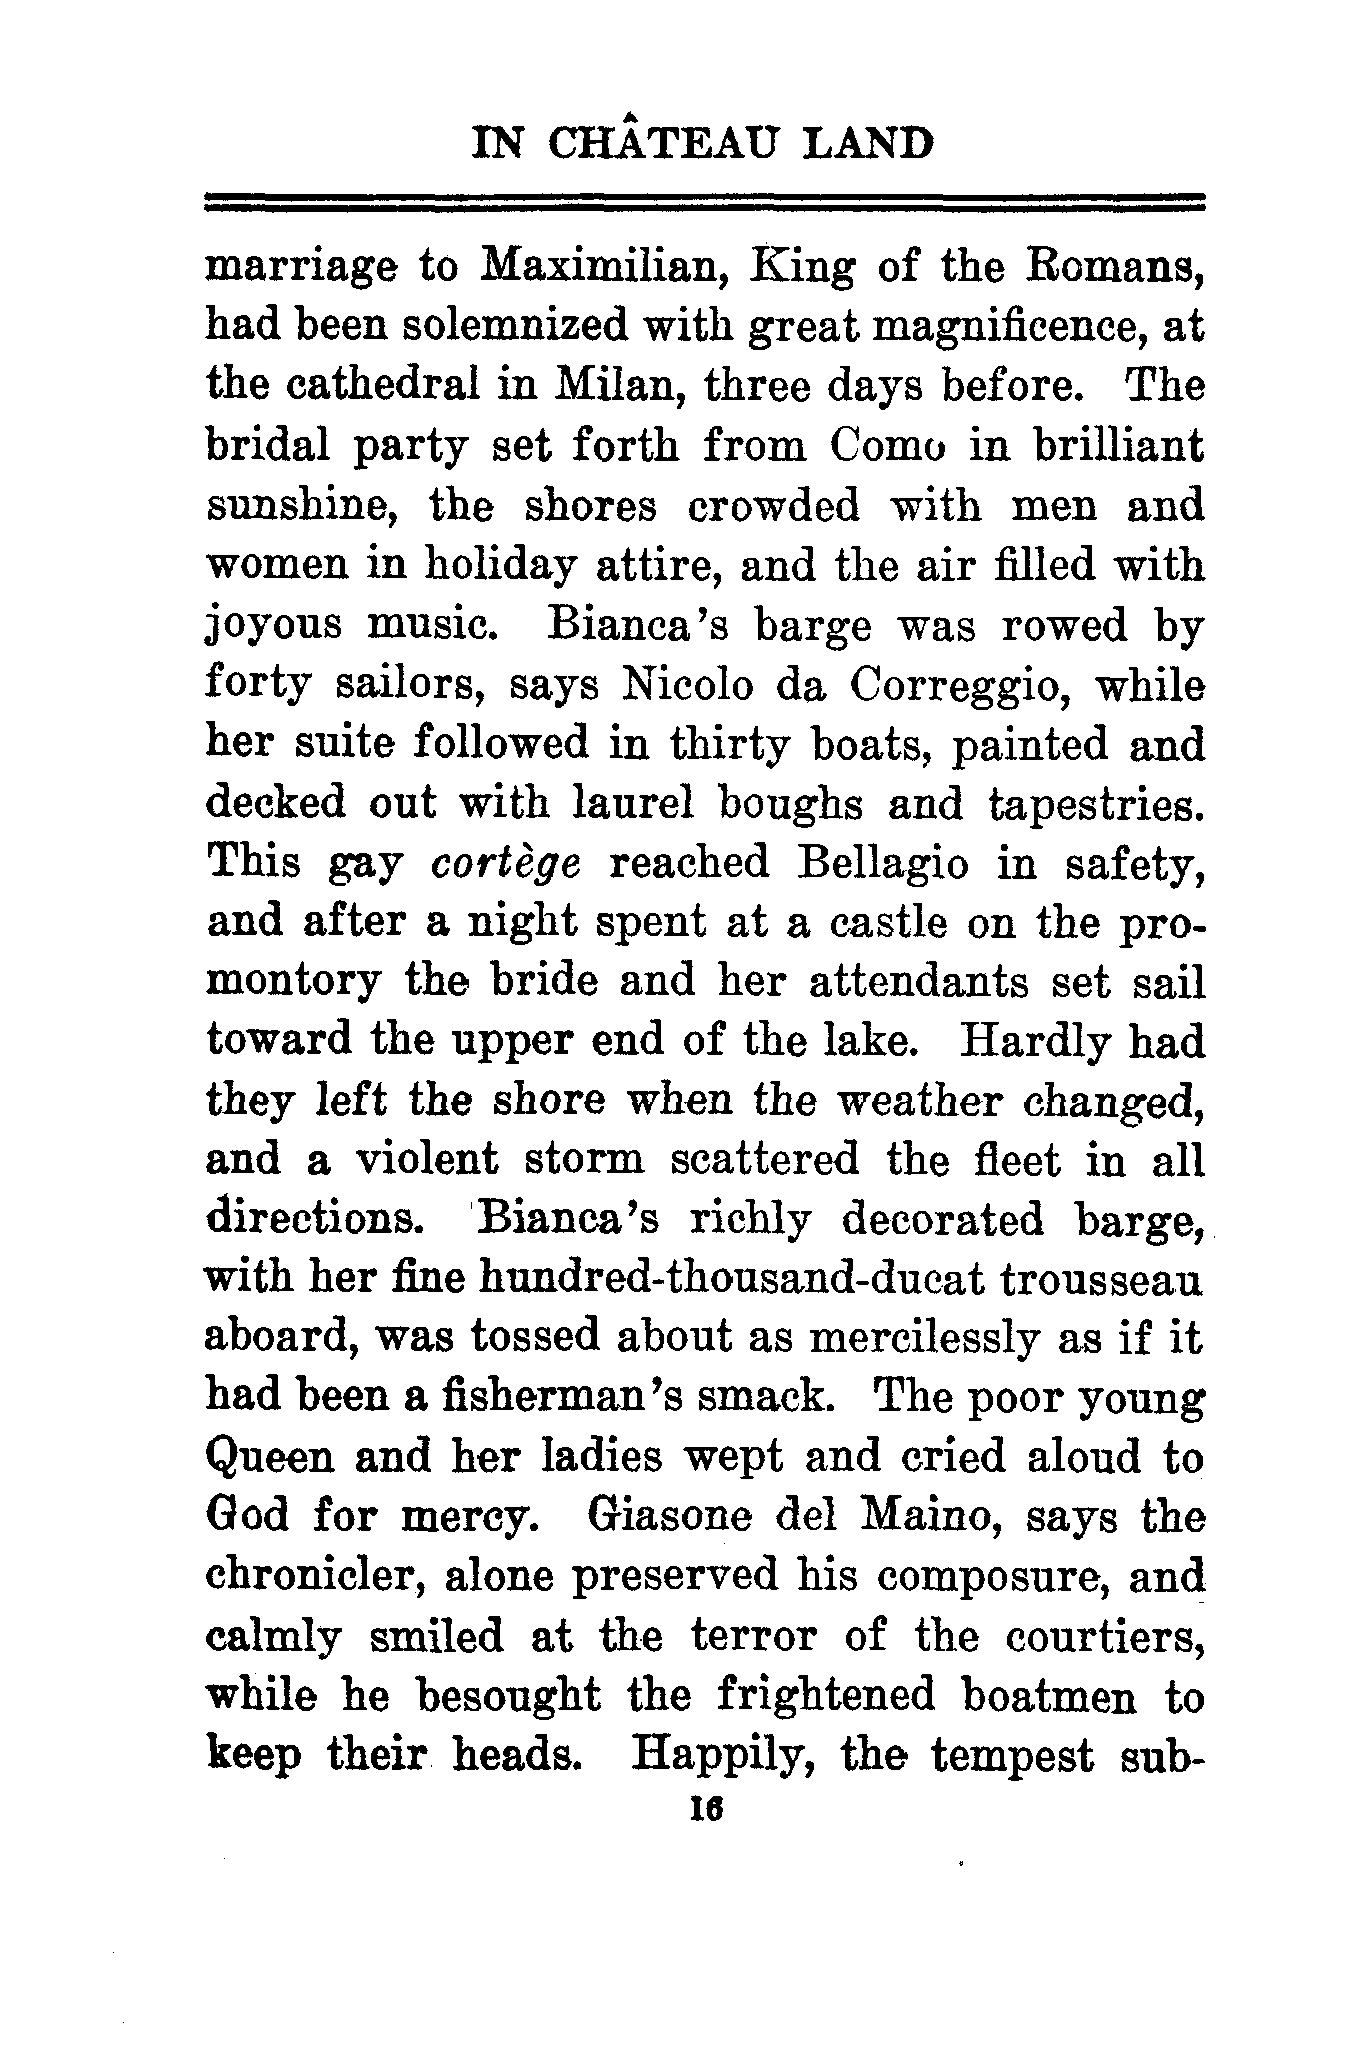 IN CHÂTEAU LAND
marriage to Maximilian, King of the Romans,
had been solemnized with great magnificence, at
the cathedral in Milan, three days before. The
bridal party set forth from Como in brilliant
sunshine, the shores crowded with men and
women in holiday attire, and the air filled with
joyous music. Bianca's barge was rowed by
forty sailors, says Nicolo da Correggio, while
her suite followed in thirty boats, painted and
decked out with laurel boughs and tapestries.
This gay cortège reached Bellagio in safety,
and after a night spent at a castle on the pro-
montory the bride and her attendants set sail
toward the upper end of the lake. Hardly had
they left the shore when the weather changed,
and a violent storm scattered the fleet in all
directions. Bianca's richly decorated barge,
with her fine hundred-thousand-ducat trousseau
aboard, was tossed about as mercilessly as if it
had been a fisherman's smack. The poor young
Queen and her ladies wept and cried aloud to
God for mercy. Giasone del Maino, says the
chronicler, alone preserved his composure, and
calmly smiled at the terror of the courtiers,
while he besought the frightened boatmen to
keep their heads. Happily, the tempest sub-
16